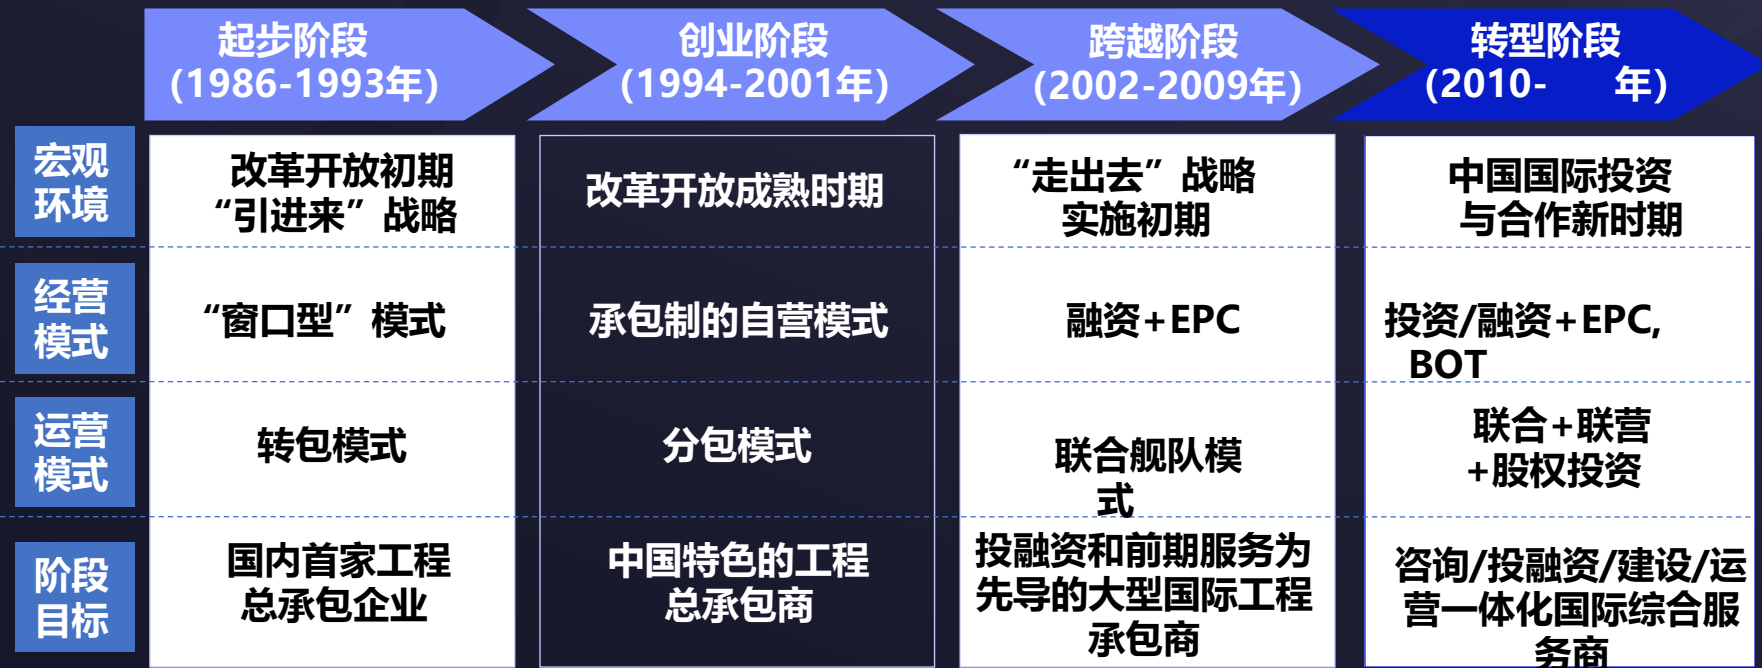 起步阶段
(1986-1993年)
创业阶段
(1994-2001年)
跨越阶段
(2002-2009年)
转型阶段
(2010- 年)
宏观
环境
改革开放初期
“引进来”战略
改革开放成熟时期
“走出去”战略
实施初期
中国国际投资
与合作新时期
经营
模式
“窗口型”模式
承包制的自营模式
融资+EPC
投资/融资+EPC,
BOT
运营
模式
转包模式
分包模式
联合舰队模
式
联合+联营
+股权投资
阶段
目标
国内首家工程
总承包企业
中国特色的工程
总承包商
投融资和前期服务为
先导的大型国际工程
承包商
咨询/投融资/建设/运
营一体化国际综合服
务商